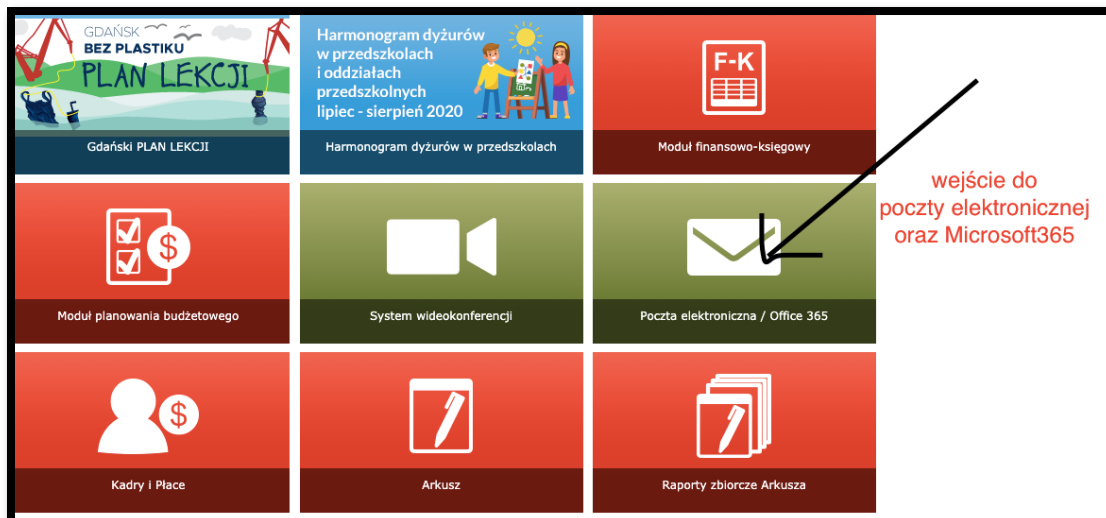 GDAŃSK
BEZ PLASTIKU
PLAN LEKCJI
Gdański PLAN LEKCJI
Harmonogram dyżurów
w przedszkolach
i oddziałach
przedszkolnych
lipiec - sierpień 2020
Harmonogram dyżurów w przedszkolach
F-K
Moduł finansowo-księgowy
wejście do
poczty elektronicznej
oraz Microsoft365
$
Moduł planowania budżetowego
System wideokonferencji
Poczta elektroniczna / Office 365
$
Kadry i Płace
Arkusz
Raporty zbiorcze Arkusza